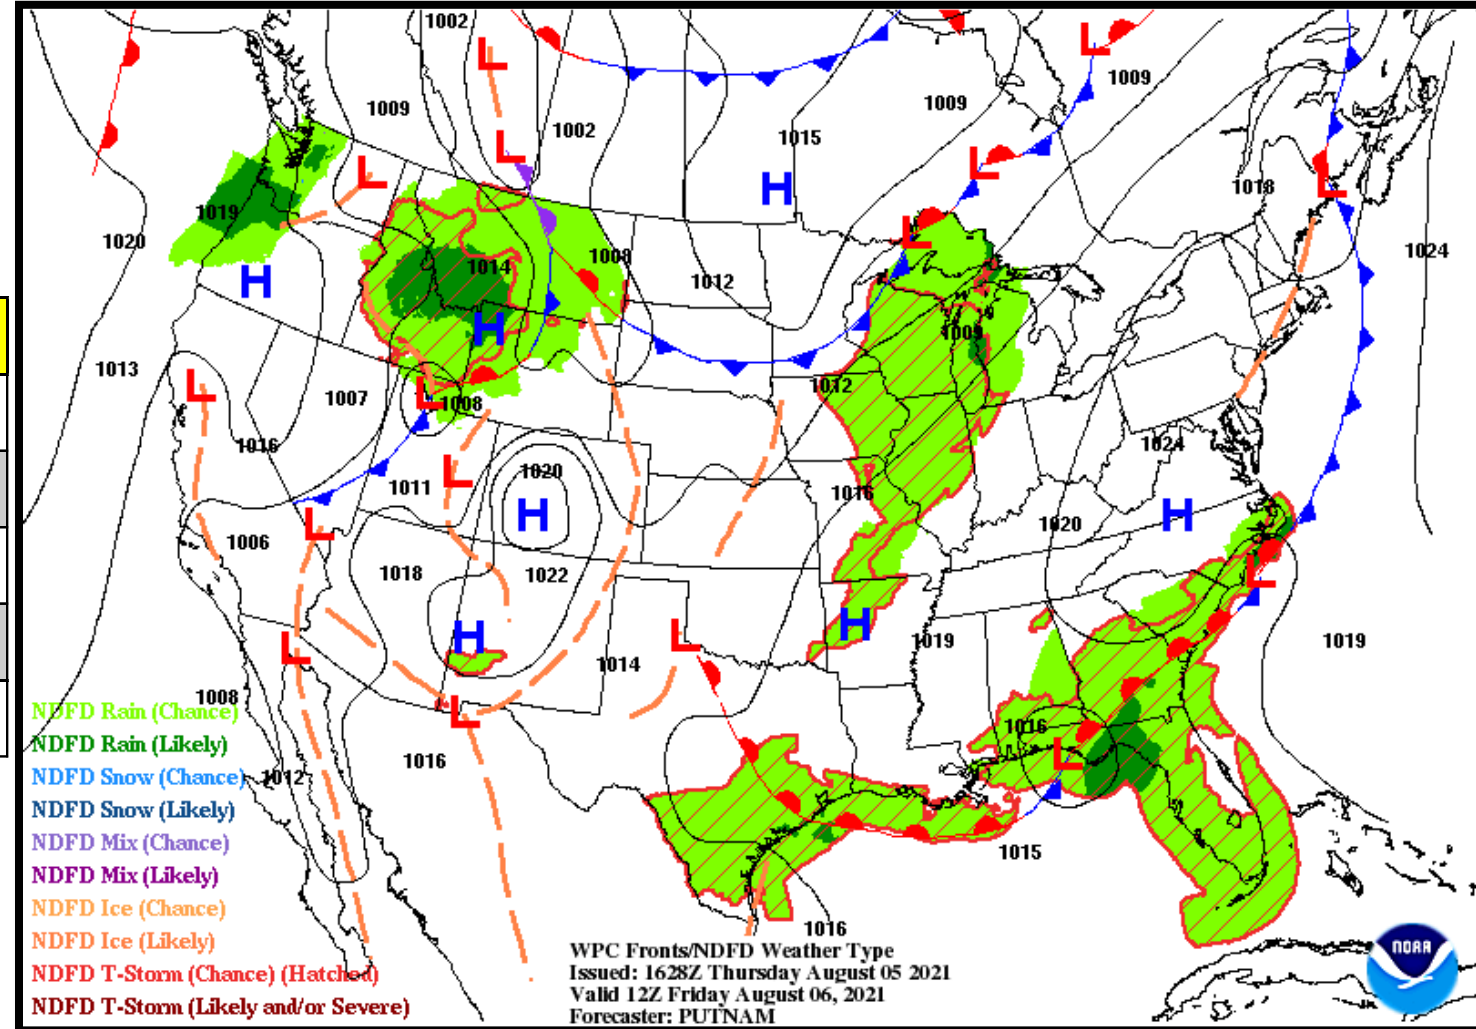 1002
L
L
1009
1009
1002
1009
1015
L
L
L
H
1018
L
1019
L
1020
1008
1024
1014
1012
H
H
1009
1013
1012
L
1007
L
1008
1016
1024
1020
L
1011
1016
H
H
1020
L
1006
1018
1022
L
H
H
L
1019
1019
L
1014
1008
NDFD Rain (Chance)
L
1016
NDFD Rain (Likely)
L
1016
NDFD Snow (Chance)
1012
NDFD Snow (Likely)
NDFD Mix (Chance)
1015
NDFD Mix (Likely)
NDFD Ice (Chance)
1016
NDFD Ice (Likely)
NDFD T-Storm (Chance) (Hatched)
NDFD T-Storm (Likely and/or Severe)
WPC Fronts/NDFD Weather Type
Issued: 1628Z Thursday August 05 2021
Valid 12Z Friday August 06, 2021
Forecaster: PUTNAM
NOAA